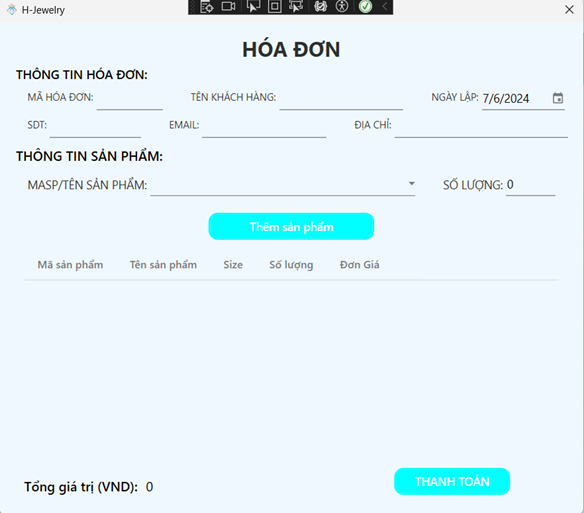 H-Jewelry
HÓA ĐƠN
THÔNG TIN HÓA ĐƠN:
MÃ HÓA ĐƠN: TÊN KHÁCH HÀNG: NGÀY LẬP: 7/6/2024
SDT: EMAIL: ĐỊA CHỈ:
THÔNG TIN SẢN PHẨM:
MASP/TÊN SẢN PHẨM: SỐ LƯỢNG: 0
Thêm sản phẩm
Mã sản phẩm Tên sản phẩm Size Số lượng Đơn Giá
Tổng giá trị (VND): 0 THANH TOÁN